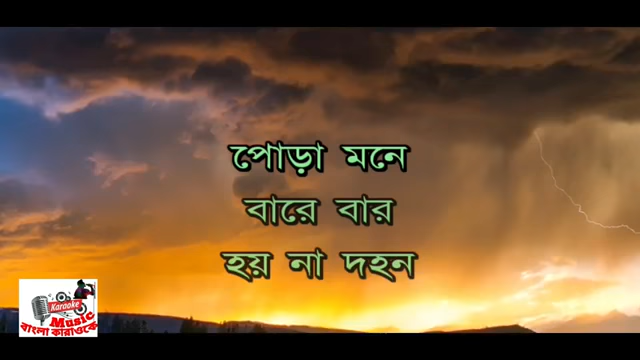 পোড়া মনে
বারে বার
হয় না দহন
Karaoke
Music
বাংলা কারাওকে